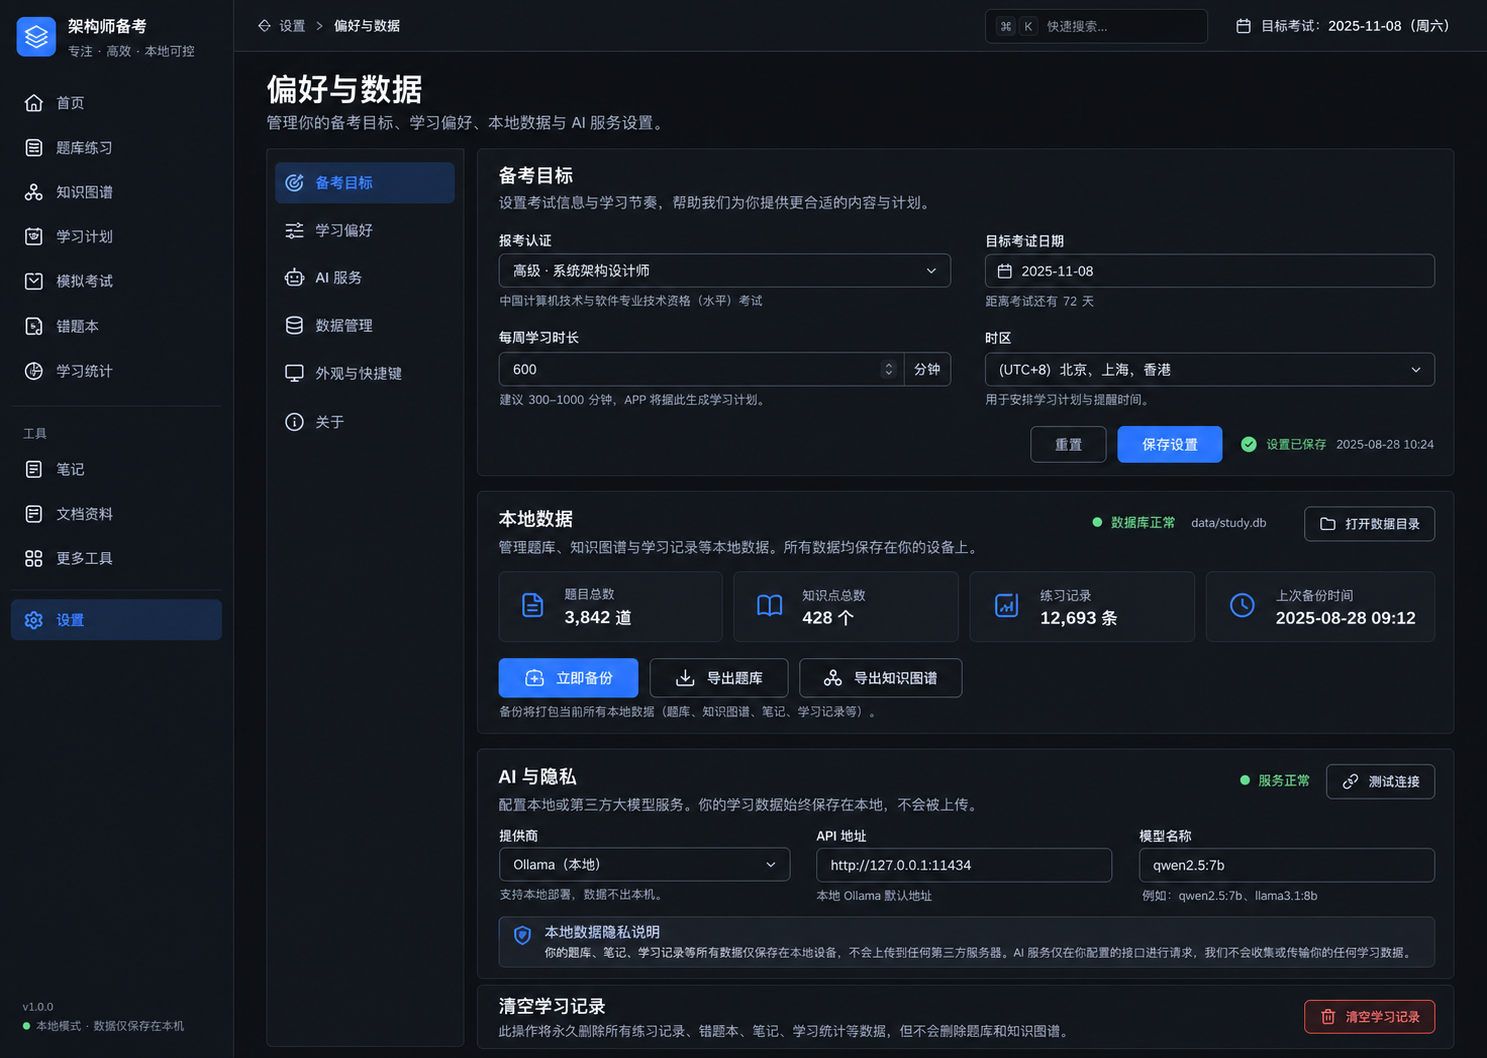 架构师备考
专注 · 高效 · 本地可控
首页
题库练习
知识图谱
学习计划
模拟考试
错题本
学习统计
工具
笔记
文档资料
更多工具
设置
v1.0.0
本地模式 · 数据仅保存在本机
设置 > 偏好与数据
⌘ K 快速搜索...
目标考试：2025-11-08（周六）
偏好与数据
管理你的备考目标、学习偏好、本地数据与 AI 服务设置。
备考目标
学习偏好
AI 服务
数据管理
外观与快捷键
关于
备考目标
设置考试信息与学习节奏，帮助我们为你提供更合适的内容与计划。
报考认证
高级 · 系统架构设计师
中国计算机技术与软件专业技术资格（水平）考试
目标考试日期
2025-11-08
距离考试还有 72 天
每周学习时长
600 分钟
建议 300–1000 分钟，APP 将据此生成学习计划。
时区
(UTC+8) 北京，上海，香港
用于安排学习计划与提醒时间。
重置
保存设置
设置已保存 2025-08-28 10:24
本地数据
数据库正常 data/study.db
打开数据目录
管理题库、知识图谱与学习记录等本地数据。所有数据均保存在你的设备上。
题目总数
3,842 道
知识点总数
428 个
练习记录
12,693 条
上次备份时间
2025-08-28 09:12
立即备份
导出题库
导出知识图谱
备份将打包当前所有本地数据（题库、知识图谱、笔记、学习记录等）。
AI 与隐私
服务正常
测试连接
配置本地或第三方大模型服务。你的学习数据始终保存在本地，不会被上传。
提供商
Ollama（本地）
支持本地部署，数据不出本机。
API 地址
http://127.0.0.1:11434
本地 Ollama 默认地址
模型名称
qwen2.5:7b
例如：qwen2.5:7b、llama3.1:8b
本地数据隐私说明
你的题库、笔记、学习记录等所有数据仅保存在本地设备，不会上传到任何第三方服务器。AI 服务仅在你配置的接口进行请求，我们不会收集或传输你的任何学习数据。
清空学习记录
此操作将永久删除所有练习记录、错题本、笔记、学习统计等数据，但不会删除题库和知识图谱。
清空学习记录